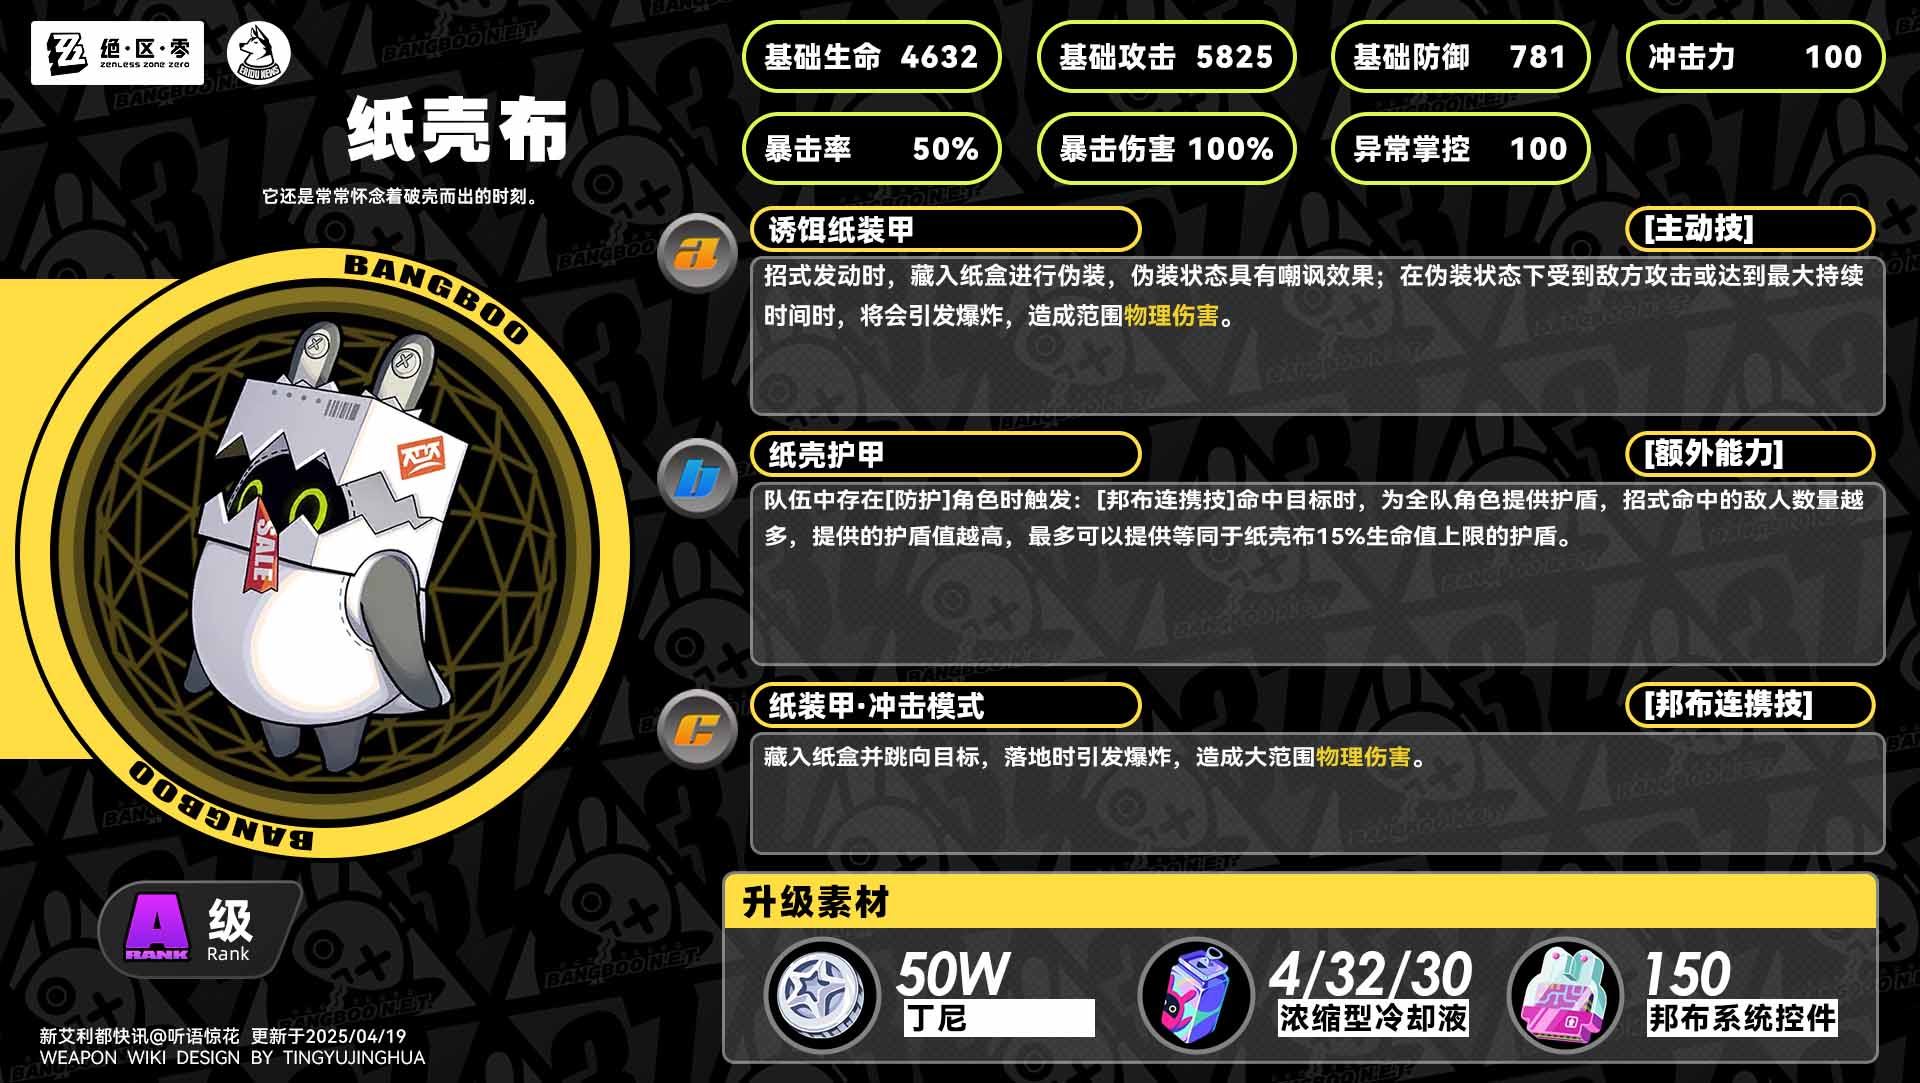 绝·区·零
ZENLESS ZONE ZERO
ERIDU NEWS
纸壳布
它还是常常怀念着破壳而出的时刻。
基础生命 4632
基础攻击 5825
基础防御 781
冲击力 100
暴击率 50%
暴击伤害 100%
异常掌控 100
BANGBOO
SALE
BANGBOO
A
RANK
级
Rank
a
诱饵纸装甲
[主动技]
招式发动时，藏入纸盒进行伪装，伪装状态具有嘲讽效果；在伪装状态下受到敌方攻击或达到最大持续
时间时，将会引发爆炸，造成范围物理伤害。
b
纸壳护甲
[额外能力]
队伍中存在[防护]角色时触发：[邦布连携技]命中目标时，为全队角色提供护盾，招式命中的敌人数量越
多，提供的护盾值越高，最多可以提供等同于纸壳布15%生命值上限的护盾。
c
纸装甲·冲击模式
[邦布连携技]
藏入纸盒并跳向目标，落地时引发爆炸，造成大范围物理伤害。
升级素材
50W
丁尼
4/32/30
浓缩型冷却液
150
邦布系统控件
新艾利都快讯@听语惊花 更新于2025/04/19
WEAPON WIKI DESIGN BY TINGYUJINGHUA